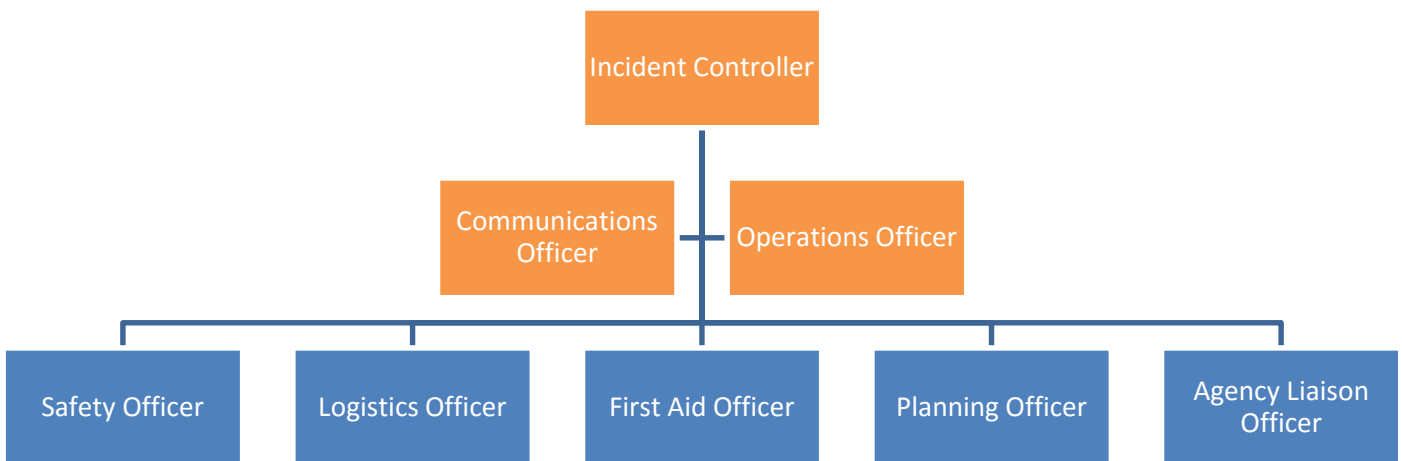 Incident Controller
Communications
Officer
Operations Officer
Safety Officer
Logistics Officer
First Aid Officer
Planning Officer
Agency Liaison
Officer